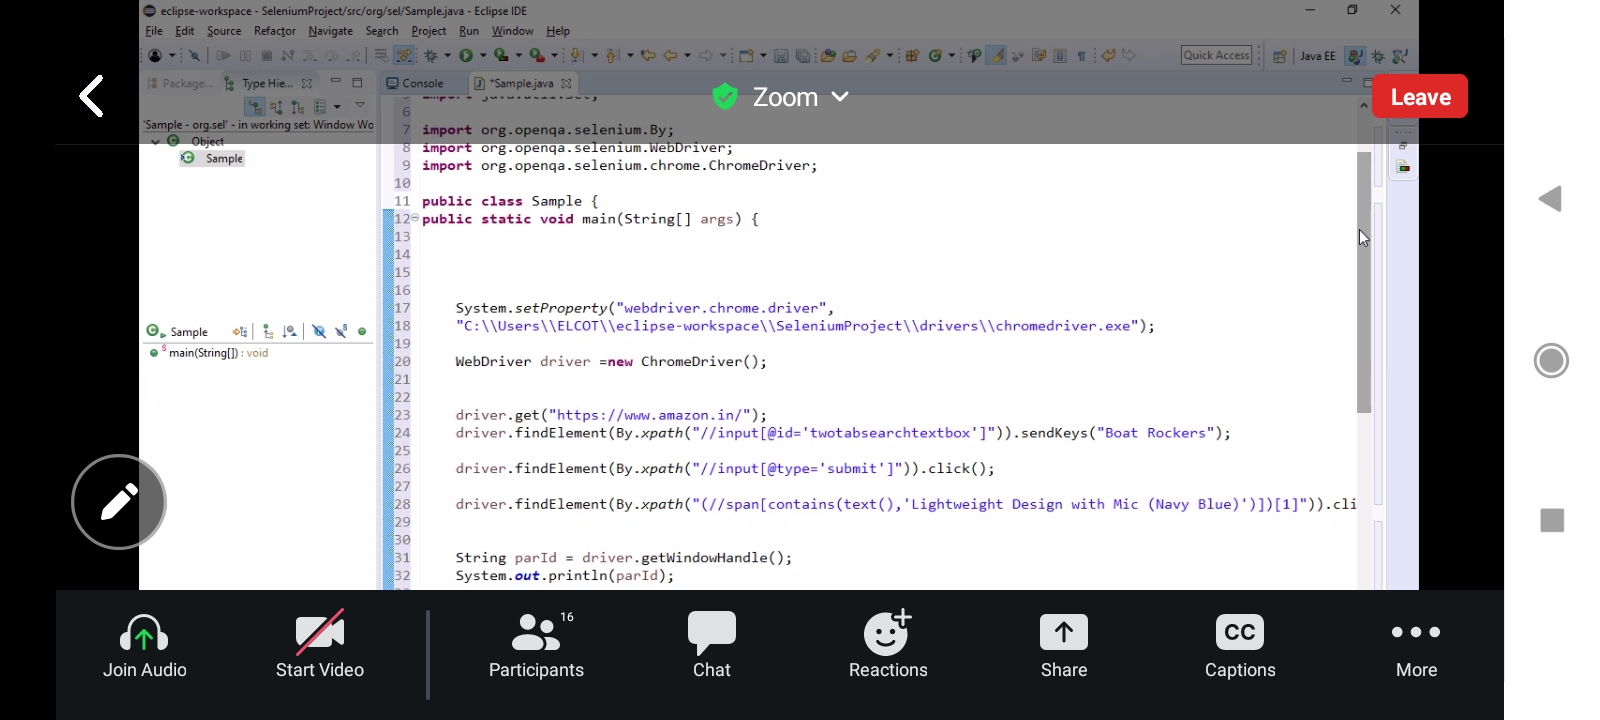 eclipse-workspace - SeleniumProject/src/org/sel/Sample.java - Eclipse IDE
File Edit Source Refactor Navigate Search Project Run Window Help
Quick Access Java EE
Package... Type Hie... Console *Sample.java
Zoom Leave
'Sample - org.sel' - in working set: Window Wo
Object
Sample
6 import java.util.Set;
7 import org.openqa.selenium.By;
8 import org.openqa.selenium.WebDriver;
9 import org.openqa.selenium.chrome.ChromeDriver;
10
11 public class Sample {
12 public static void main(String[] args) {
13
14
15
16
17 System.setProperty("webdriver.chrome.driver",
18 "C:\\Users\\ELCOT\\eclipse-workspace\\SeleniumProject\\drivers\\chromedriver.exe");
19
20 WebDriver driver =new ChromeDriver();
21
22
23 driver.get("https://www.amazon.in/");
24 driver.findElement(By.xpath("//input[@id='twotabsearchtextbox']")).sendKeys("Boat Rockers");
25
26 driver.findElement(By.xpath("//input[@type='submit']")).click();
27
28 driver.findElement(By.xpath("(//span[contains(text(),'Lightweight Design with Mic (Navy Blue)')])[1]")).cli
29
30
31 String parId = driver.getWindowHandle();
32 System.out.println(parId);
Sample
main(String[]) : void
16
CC
Join Audio Start Video Participants Chat Reactions Share Captions More